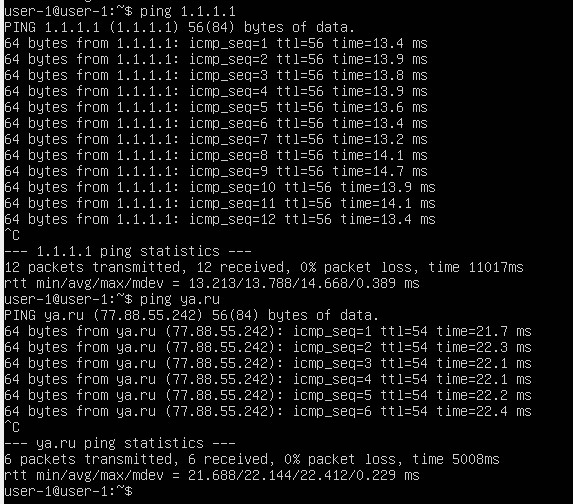 user-1@user-1:~$ ping 1.1.1.1
PING 1.1.1.1 (1.1.1.1) 56(84) bytes of data.
64 bytes from 1.1.1.1: icmp_seq=1 ttl=56 time=13.4 ms
64 bytes from 1.1.1.1: icmp_seq=2 ttl=56 time=13.9 ms
64 bytes from 1.1.1.1: icmp_seq=3 ttl=56 time=13.8 ms
64 bytes from 1.1.1.1: icmp_seq=4 ttl=56 time=13.9 ms
64 bytes from 1.1.1.1: icmp_seq=5 ttl=56 time=13.6 ms
64 bytes from 1.1.1.1: icmp_seq=6 ttl=56 time=13.4 ms
64 bytes from 1.1.1.1: icmp_seq=7 ttl=56 time=13.2 ms
64 bytes from 1.1.1.1: icmp_seq=8 ttl=56 time=14.1 ms
64 bytes from 1.1.1.1: icmp_seq=9 ttl=56 time=14.7 ms
64 bytes from 1.1.1.1: icmp_seq=10 ttl=56 time=13.9 ms
64 bytes from 1.1.1.1: icmp_seq=11 ttl=56 time=14.1 ms
64 bytes from 1.1.1.1: icmp_seq=12 ttl=56 time=13.4 ms
^C
--- 1.1.1.1 ping statistics ---
12 packets transmitted, 12 received, 0% packet loss, time 11017ms
rtt min/avg/max/mdev = 13.213/13.788/14.668/0.389 ms
user-1@user-1:~$ ping ya.ru
PING ya.ru (77.88.55.242) 56(84) bytes of data.
64 bytes from ya.ru (77.88.55.242): icmp_seq=1 ttl=54 time=21.7 ms
64 bytes from ya.ru (77.88.55.242): icmp_seq=2 ttl=54 time=22.3 ms
64 bytes from ya.ru (77.88.55.242): icmp_seq=3 ttl=54 time=22.1 ms
64 bytes from ya.ru (77.88.55.242): icmp_seq=4 ttl=54 time=22.1 ms
64 bytes from ya.ru (77.88.55.242): icmp_seq=5 ttl=54 time=22.2 ms
64 bytes from ya.ru (77.88.55.242): icmp_seq=6 ttl=54 time=22.4 ms
^C
--- ya.ru ping statistics ---
6 packets transmitted, 6 received, 0% packet loss, time 5008ms
rtt min/avg/max/mdev = 21.688/22.144/22.412/0.229 ms
user-1@user-1:~$